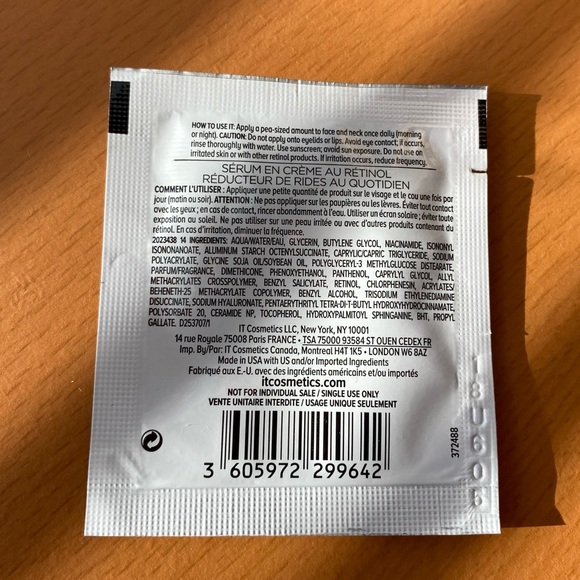 HOW TO USE IT: Apply a pea-sized amount to face and neck once daily (morning
or night). CAUTION: Do not apply onto eyelids or lips. Avoid eye contact; if occurs,
rinse thoroughly with water. Use sunscreen; avoid sun exposure. Do not use on
irritated skin or with other retinol products. If irritation occurs, reduce frequency.
SÉRUM EN CRÈME AU RÉTINOL
RÉDUCTEUR DE RIDES AU QUOTIDIEN
COMMENT L'UTILISER : Appliquer une petite quantité de produit sur le visage et le cou une fois par
jour (matin ou soir). ATTENTION : Ne pas appliquer sur les paupières ou les lèvres. Éviter tout contact
avec les yeux ; en cas de contact, rincer abondamment à l'eau. Utiliser un écran solaire ; éviter toute
exposition au soleil. Ne pas utiliser sur une peau irritée ou avec d'autres produits contenant du
rétinol. En cas d'irritation, diminuer la fréquence.
2023438 14 INGREDIENTS: AQUA/WATER/EAU, GLYCERIN, BUTYLENE GLYCOL, NIACINAMIDE, ISONONYL
ISONONANOATE, ALUMINUM STARCH OCTENYLSUCCINATE, CAPRYLIC/CAPRIC TRIGLYCERIDE, SODIUM
POLYACRYLATE, GLYCINE SOJA OIL/SOYBEAN OIL, POLYGLYCERYL-3 METHYLGLUCOSE DISTEARATE,
PARFUM/FRAGRANCE, DIMETHICONE, PHENOXYETHANOL, PANTHENOL, CAPRYLYL GLYCOL, ALLYL
METHACRYLATES CROSSPOLYMER, BENZYL SALICYLATE, RETINOL, CHLORPHENESIN, ACRYLATES/
BEHENETH-25 METHACRYLATE COPOLYMER, BENZYL ALCOHOL, TRISODIUM ETHYLENEDIAMINE
DISUCCINATE, SODIUM HYALURONATE, PENTAERYTHRITYL TETRA-DI-T-BUTYL HYDROXYHYDROCINNAMATE,
POLYSORBATE 20, CERAMIDE NP, TOCOPHEROL, HYDROXYPALMITOYL SPHINGANINE, BHT, PROPYL
GALLATE. D253707/1
IT Cosmetics LLC, New York, NY 10001
14 rue Royale 75008 Paris FRANCE • TSA 75000 93584 ST OUEN CEDEX FR
Imp. By/Par: IT Cosmetics Canada, Montreal H4T 1K5 • LONDON W6 8AZ
Made in USA with US and/or Imported Ingredients
Fabriqué aux É.-U. avec des ingrédients américains et/ou importés
itcosmetics.com
NOT FOR INDIVIDUAL SALE / SINGLE USE ONLY
VENTE UNITAIRE INTERDITE / USAGE UNIQUE SEULEMENT
3 605972 299642
372488